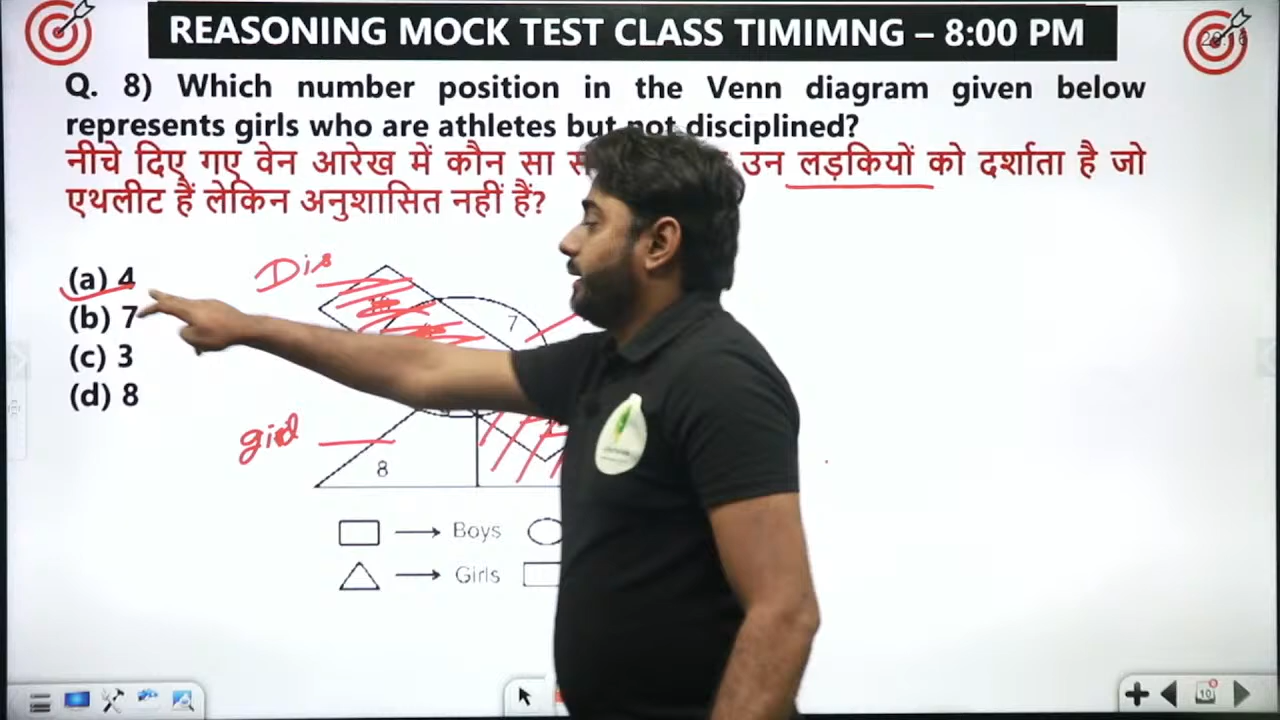 REASONING MOCK TEST CLASS TIMIMNG – 8:00 PM
Q. 8) Which number position in the Venn diagram given below
represents girls who are athletes but not disciplined?
नीचे दिए गए वेन आरेख में कौन सा उन लड़कियों को दर्शाता है जो
एथलीट हैं लेकिन अनुशासित नहीं हैं?
(a) 4
(b) 7
(c) 3
(d) 8
Dis
7
girl
8
Boys
Girls
10